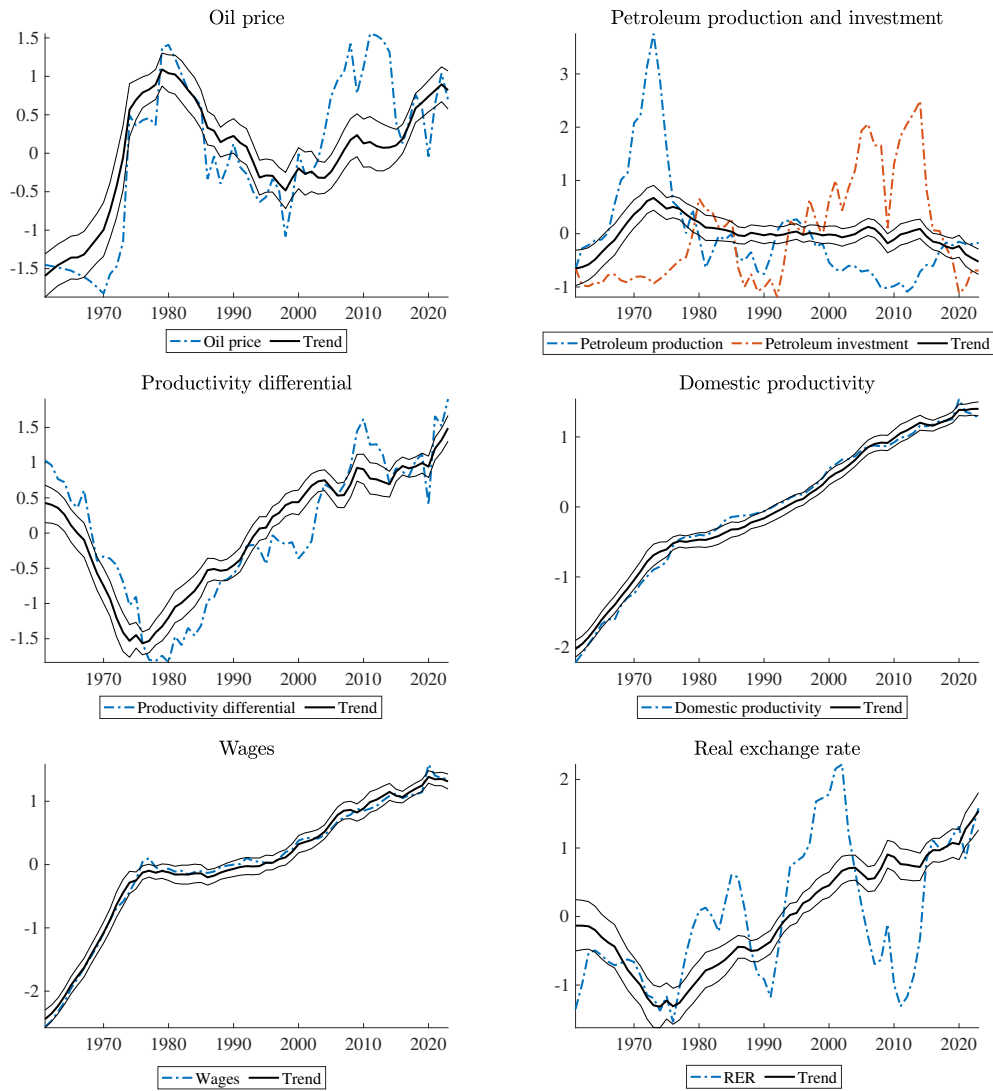 Oil price
1.5
1
0.5
0
-0.5
-1
-1.5
1970 1980 1990 2000 2010 2020
Oil price Trend
Petroleum production and investment
3
2
1
0
-1
1970 1980 1990 2000 2010 2020
Petroleum production Petroleum investment Trend
Productivity differential
1.5
1
0.5
0
-0.5
-1
-1.5
1970 1980 1990 2000 2010 2020
Productivity differential Trend
Domestic productivity
1
0
-1
-2
1970 1980 1990 2000 2010 2020
Domestic productivity Trend
Wages
1
0
-1
-2
1970 1980 1990 2000 2010 2020
Wages Trend
Real exchange rate
2
1
0
-1
1970 1980 1990 2000 2010 2020
RER Trend